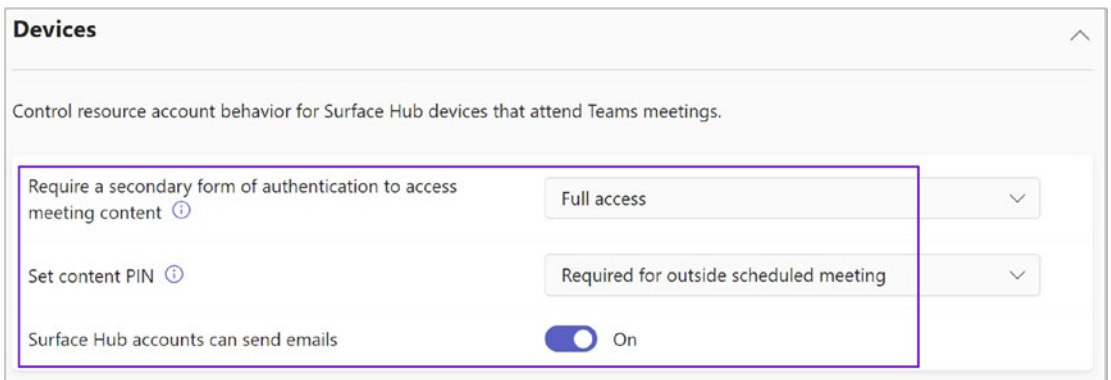 Devices
Control resource account behavior for Surface Hub devices that attend Teams meetings.
Require a secondary form of authentication to access
meeting content
Full access
Set content PIN
Required for outside scheduled meeting
Surface Hub accounts can send emails
On